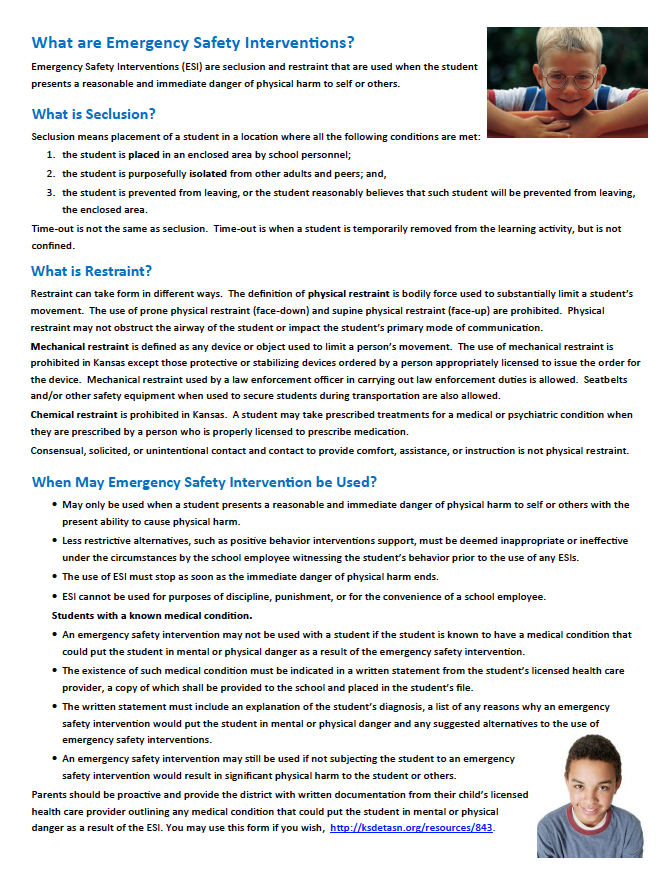 What are Emergency Safety Interventions?
Emergency Safety Interventions (ESI) are seclusion and restraint that are used when the student
presents a reasonable and immediate danger of physical harm to self or others.
What is Seclusion?
Seclusion means placement of a student in a location where all the following conditions are met:
1. the student is placed in an enclosed area by school personnel;
2. the student is purposefully isolated from other adults and peers; and,
3. the student is prevented from leaving, or the student reasonably believes that such student will be prevented from leaving,
the enclosed area.
Time-out is not the same as seclusion. Time-out is when a student is temporarily removed from the learning activity, but is not
confined.
What is Restraint?
Restraint can take form in different ways. The definition of physical restraint is bodily force used to substantially limit a student's
movement. The use of prone physical restraint (face-down) and supine physical restraint (face-up) are prohibited. Physical
restraint may not obstruct the airway of the student or impact the student's primary mode of communication.
Mechanical restraint is defined as any device or object used to limit a person's movement. The use of mechanical restraint is
prohibited in Kansas except those protective or stabilizing devices ordered by a person appropriately licensed to issue the order for
the device. Mechanical restraint used by a law enforcement officer in carrying out law enforcement duties is allowed. Seatbelts
and/or other safety equipment when used to secure students during transportation are also allowed.
Chemical restraint is prohibited in Kansas. A student may take prescribed treatments for a medical or psychiatric condition when
they are prescribed by a person who is properly licensed to prescribe medication.
Consensual, solicited, or unintentional contact and contact to provide comfort, assistance, or instruction is not physical restraint.
When May Emergency Safety Intervention be Used?
• May only be used when a student presents a reasonable and immediate danger of physical harm to self or others with the
present ability to cause physical harm.
• Less restrictive alternatives, such as positive behavior interventions support, must be deemed inappropriate or ineffective
under the circumstances by the school employee witnessing the student's behavior prior to the use of any ESIs.
• The use of ESI must stop as soon as the immediate danger of physical harm ends.
• ESI cannot be used for purposes of discipline, punishment, or for the convenience of a school employee.
Students with a known medical condition.
• An emergency safety intervention may not be used with a student if the student is known to have a medical condition that
could put the student in mental or physical danger as a result of the emergency safety intervention.
• The existence of such medical condition must be indicated in a written statement from the student's licensed health care
provider, a copy of which shall be provided to the school and placed in the student's file.
• The written statement must include an explanation of the student's diagnosis, a list of any reasons why an emergency
safety intervention would put the student in mental or physical danger and any suggested alternatives to the use of
emergency safety interventions.
• An emergency safety intervention may still be used if not subjecting the student to an emergency
safety intervention would result in significant physical harm to the student or others.
Parents should be proactive and provide the district with written documentation from their child's licensed
health care provider outlining any medical condition that could put the student in mental or physical
danger as a result of the ESI. You may use this form if you wish, http://ksdetasn.org/resources/843.